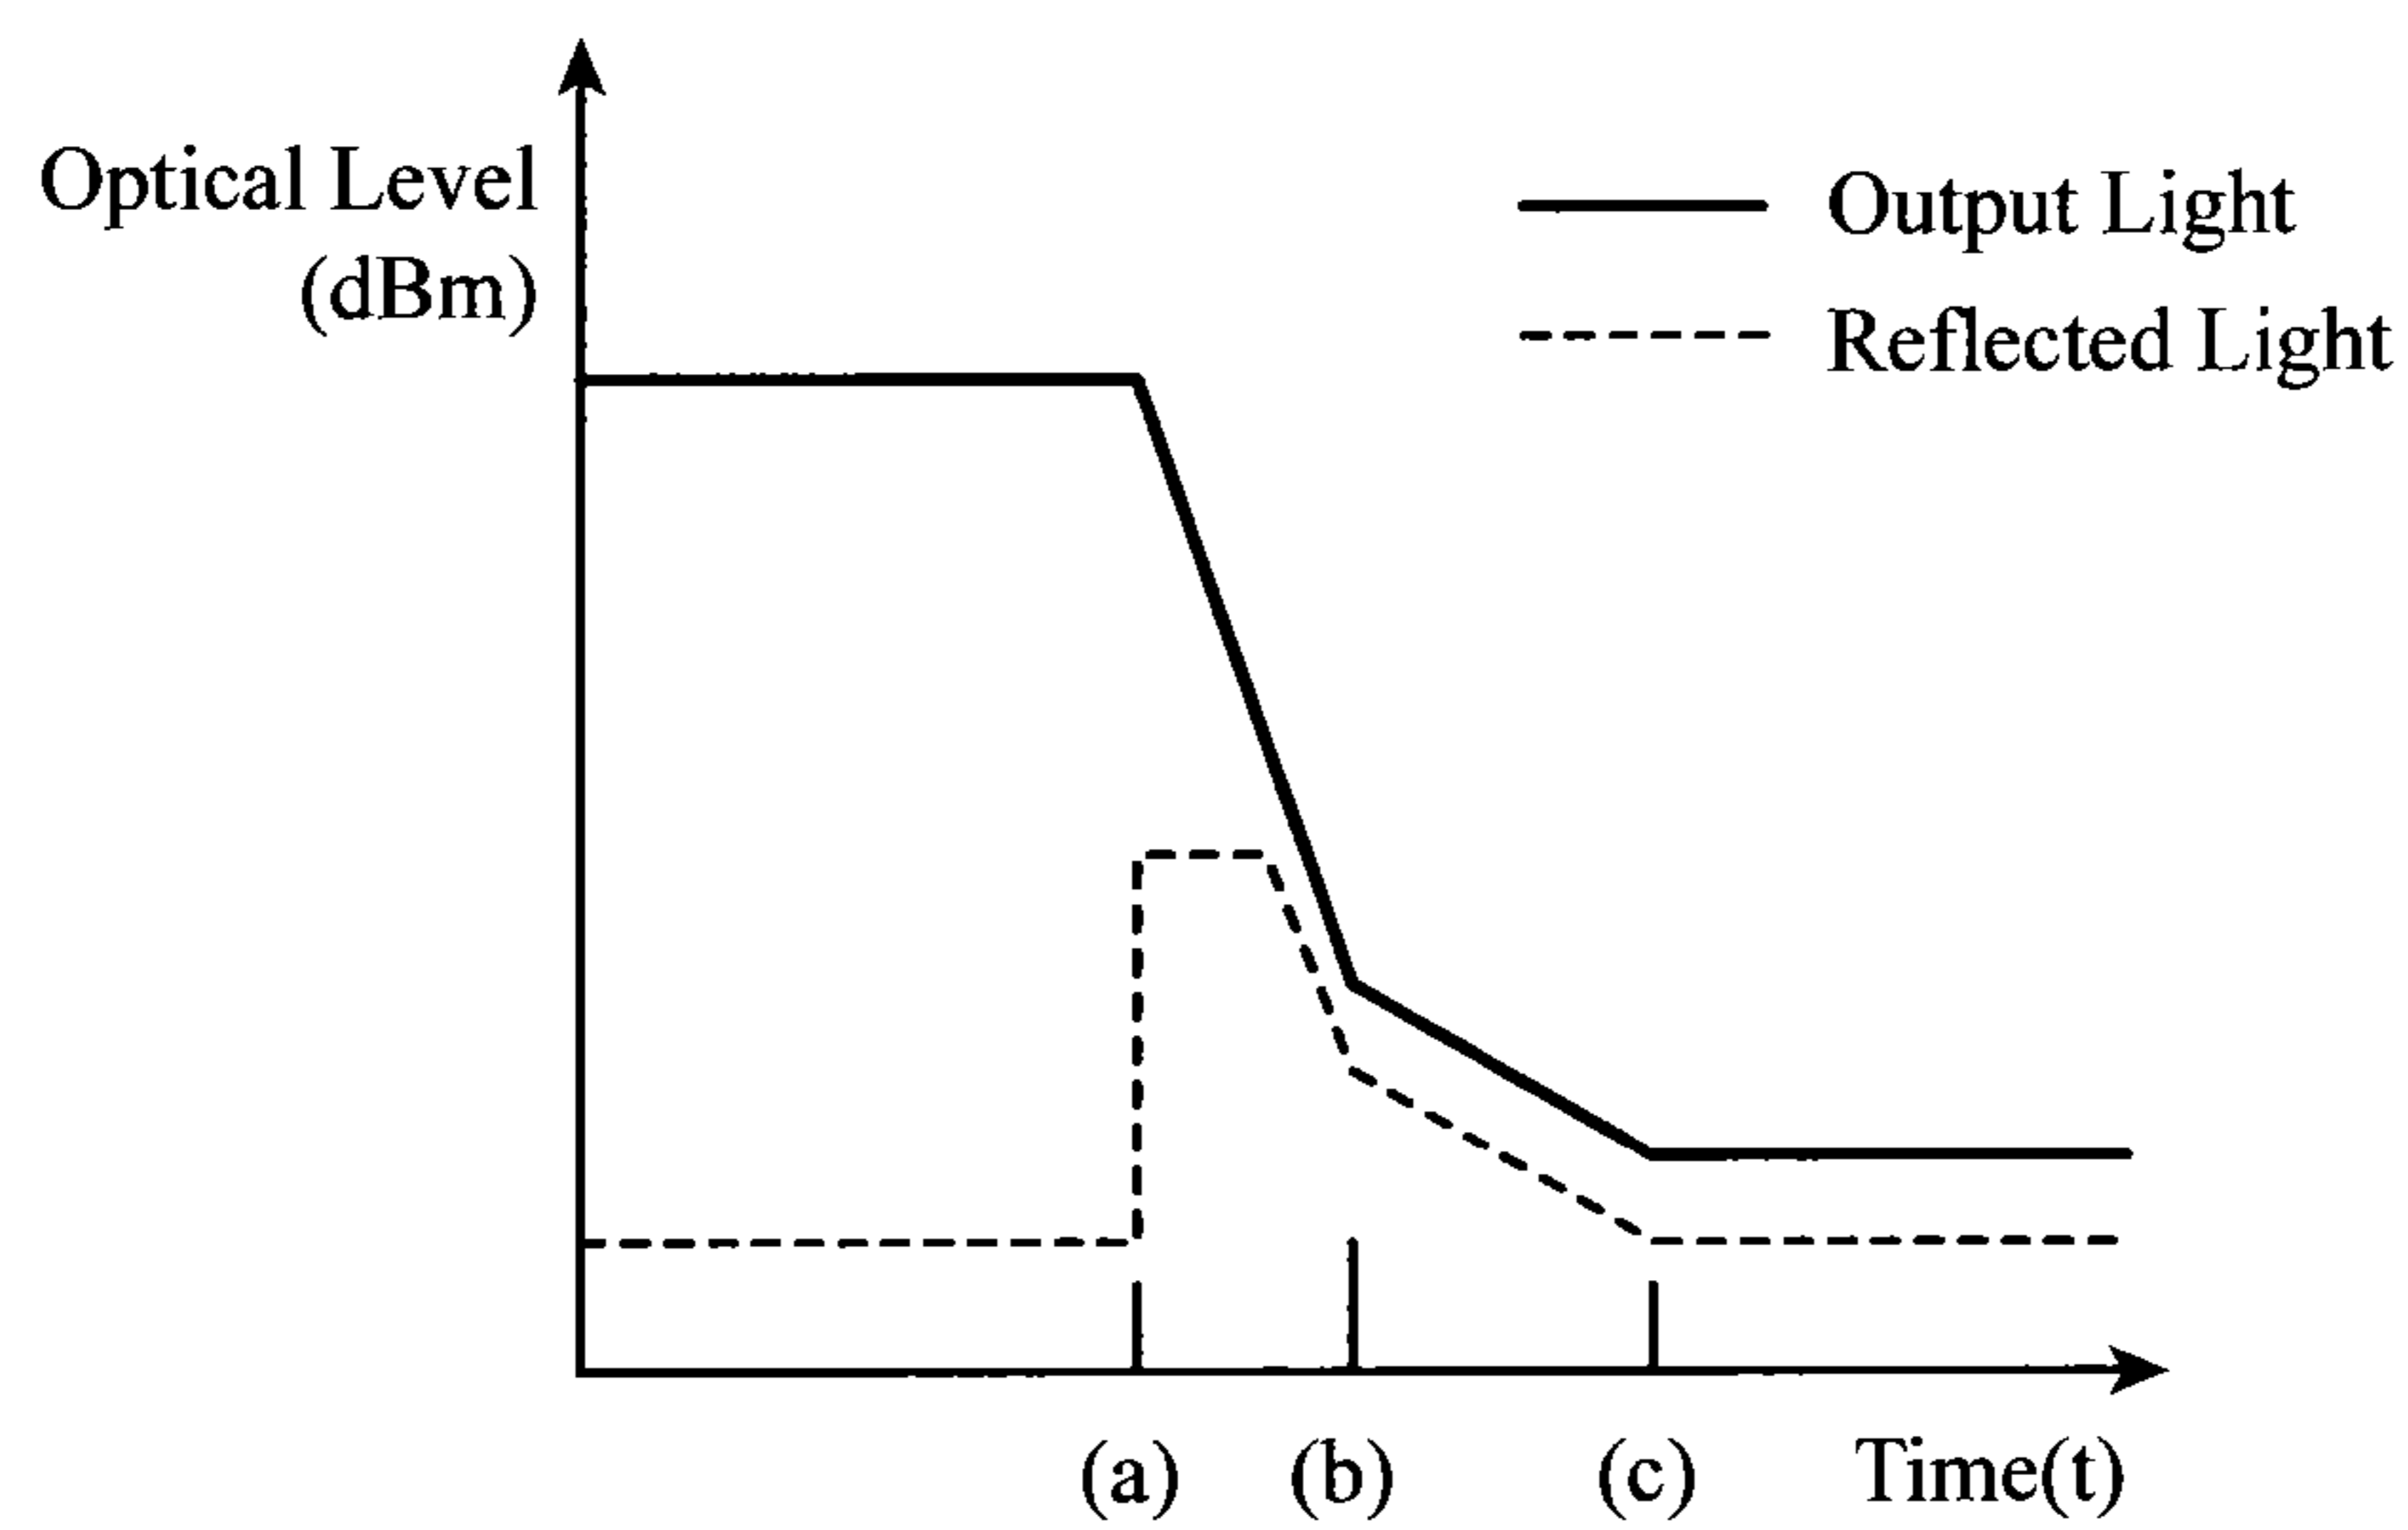 Optical Level
(dBm)
Output Light
Reflected Light
(a)
(b)
(c)
Time(t)